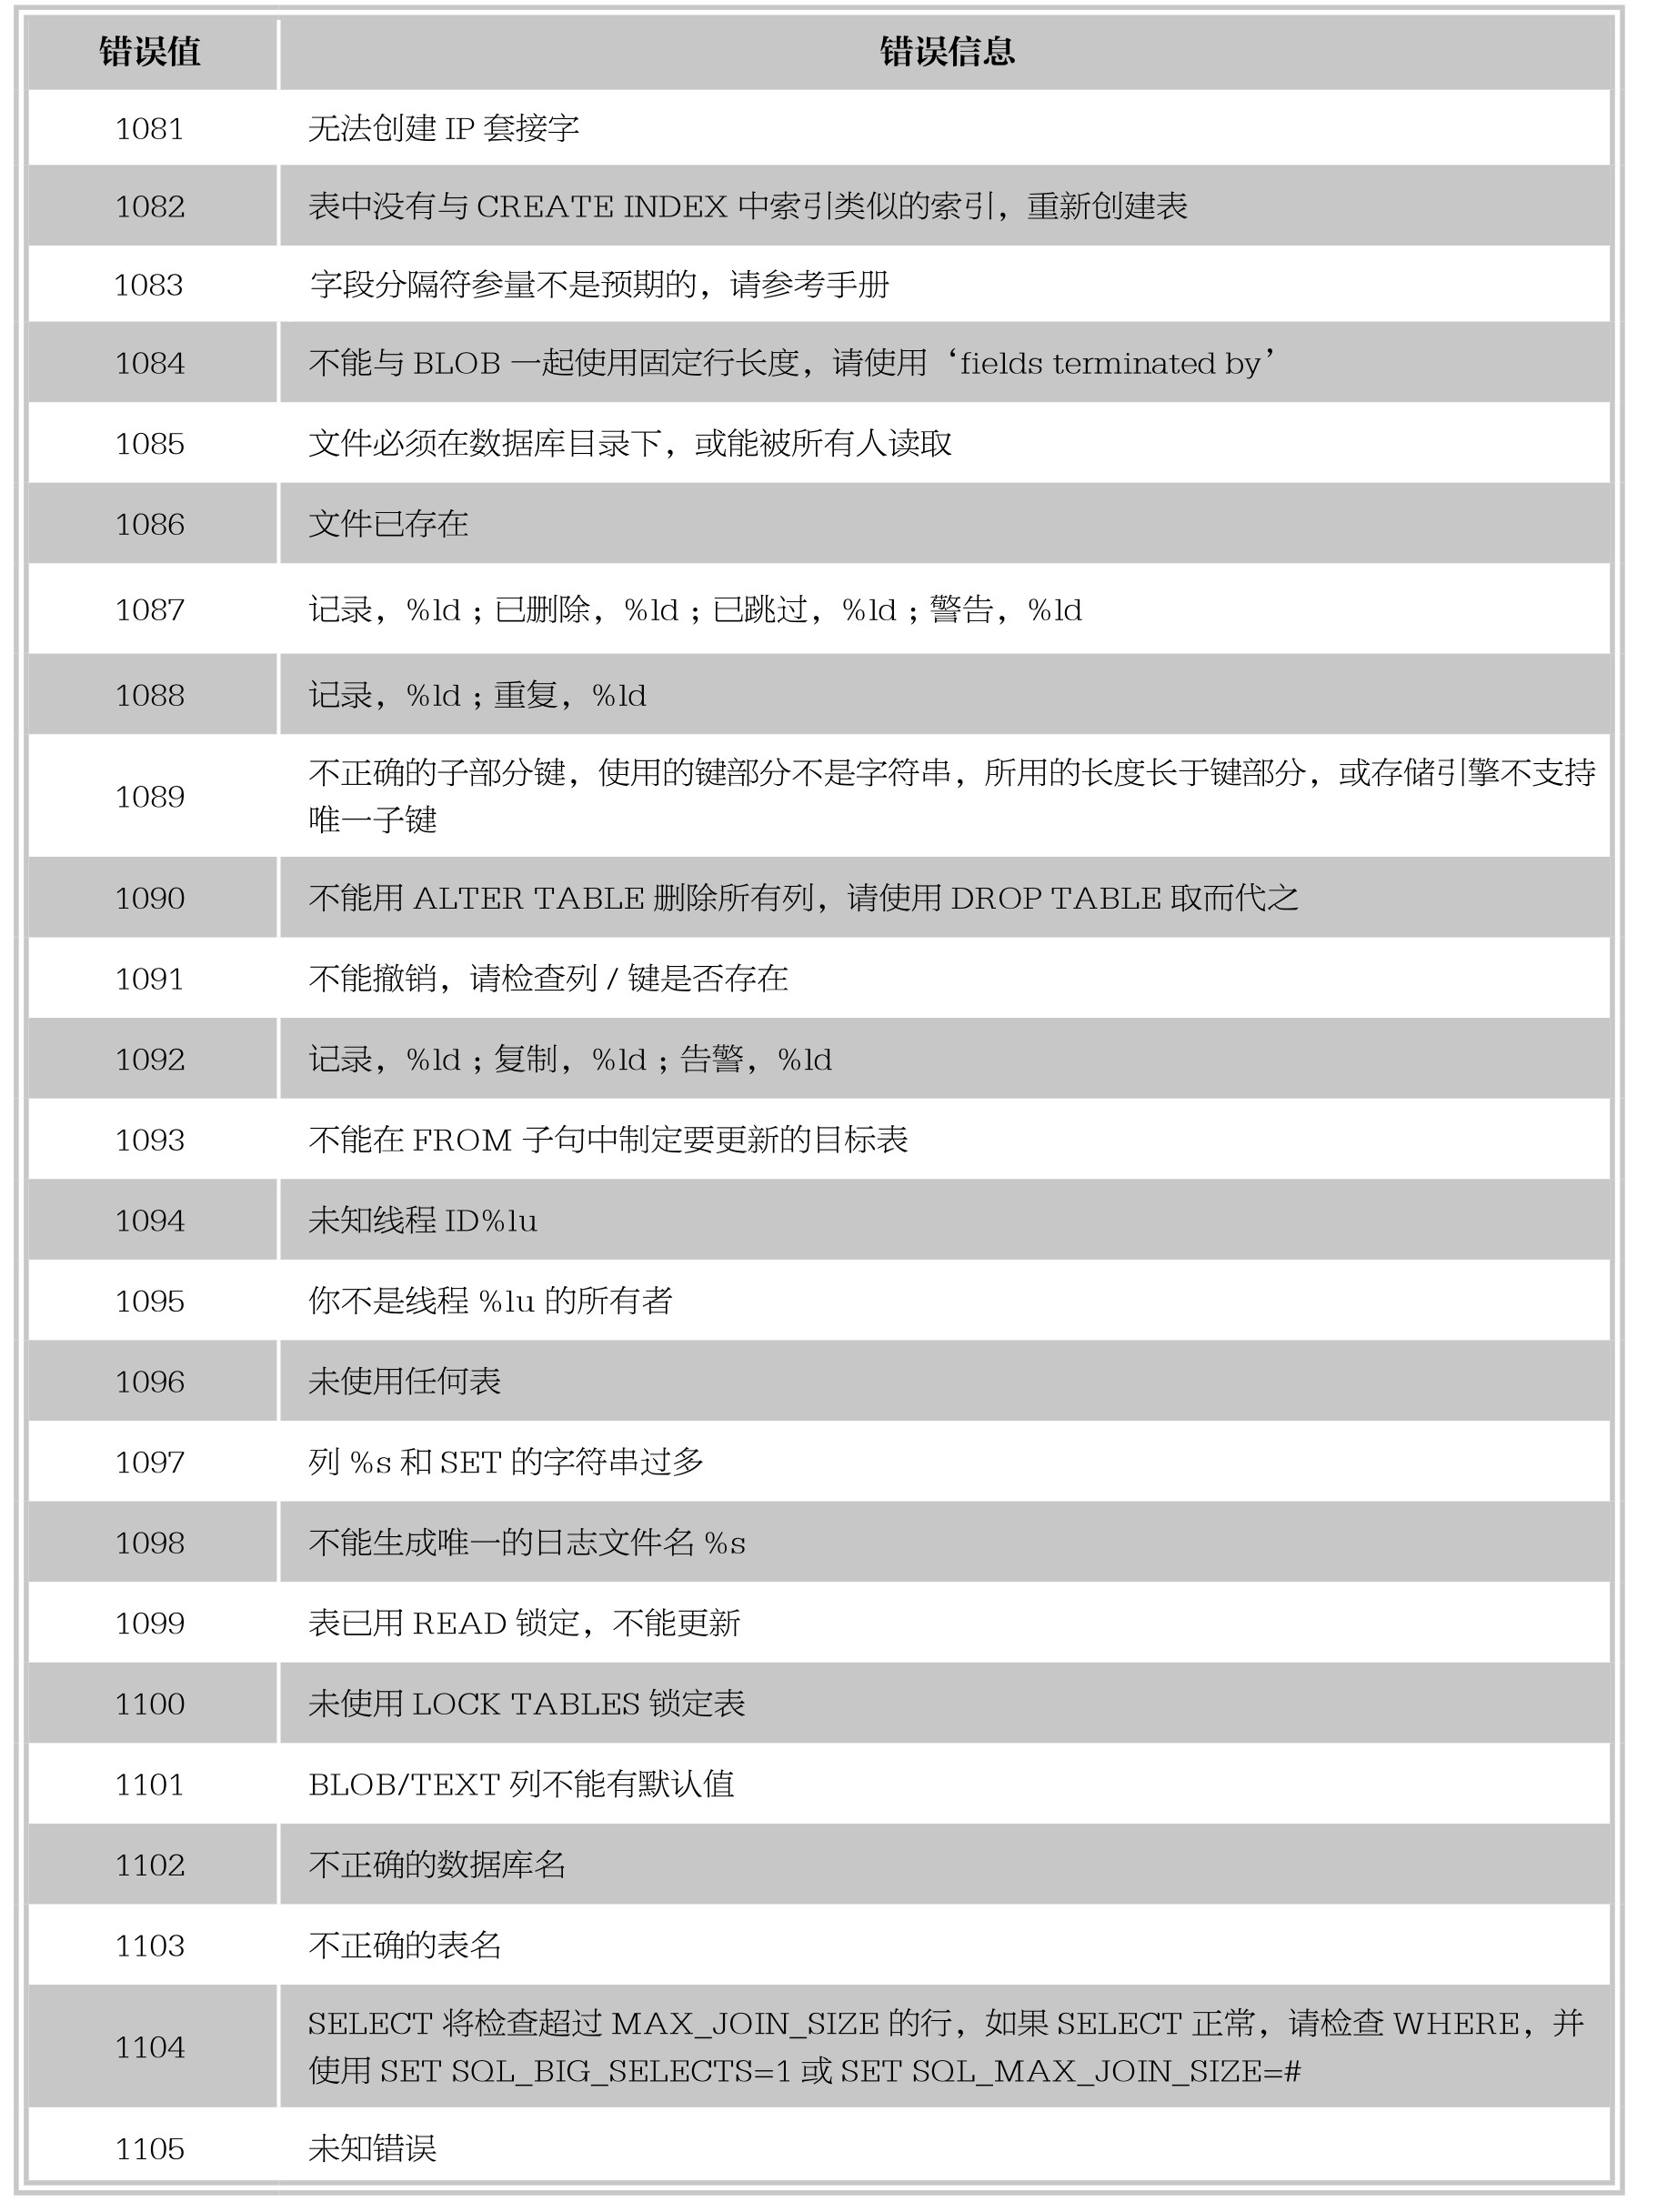 错误值 错误信息
1081 无法创建 IP 套接字
1082 表中没有与 CREATE INDEX 中索引类似的索引，重新创建表
1083 字段分隔符参量不是预期的，请参考手册
1084 不能与 BLOB 一起使用固定行长度，请使用‘fields terminated by’
1085 文件必须在数据库目录下，或能被所有人读取
1086 文件已存在
1087 记录，%ld；已删除，%ld；已跳过，%ld；警告，%ld
1088 记录，%ld；重复，%ld
1089 不正确的子部分键，使用的键部分不是字符串，所用的长度长于键部分，或存储引擎不支持
唯一子键
1090 不能用 ALTER TABLE 删除所有列，请使用 DROP TABLE 取而代之
1091 不能撤销，请检查列 / 键是否存在
1092 记录，%ld；复制，%ld；告警，%ld
1093 不能在 FROM 子句中制定要更新的目标表
1094 未知线程 ID%lu
1095 你不是线程 %lu 的所有者
1096 未使用任何表
1097 列 %s 和 SET 的字符串过多
1098 不能生成唯一的日志文件名 %s
1099 表已用 READ 锁定，不能更新
1100 未使用 LOCK TABLES 锁定表
1101 BLOB/TEXT 列不能有默认值
1102 不正确的数据库名
1103 不正确的表名
1104 SELECT 将检查超过 MAX_JOIN_SIZE 的行，如果 SELECT 正常，请检查 WHERE，并
使用 SET SQL_BIG_SELECTS=1 或 SET SQL_MAX_JOIN_SIZE=#
1105 未知错误